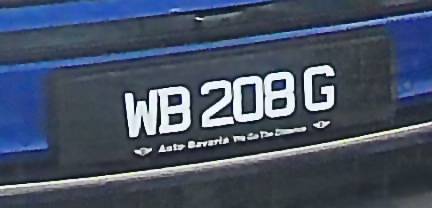 WB 208 G
Auto Bavaria We Go The Distance